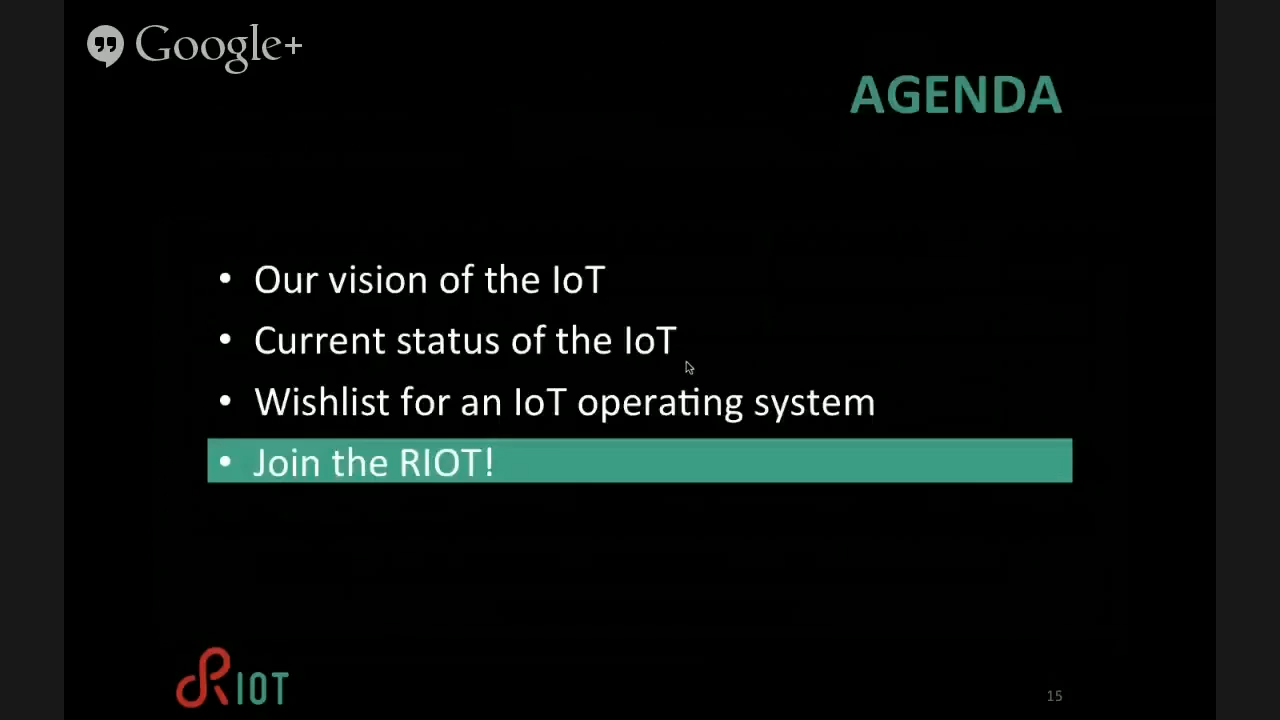 Google+
AGENDA
• Our vision of the IoT
• Current status of the IoT
• Wishlist for an IoT operating system
• Join the RIOT!
RIOT
15